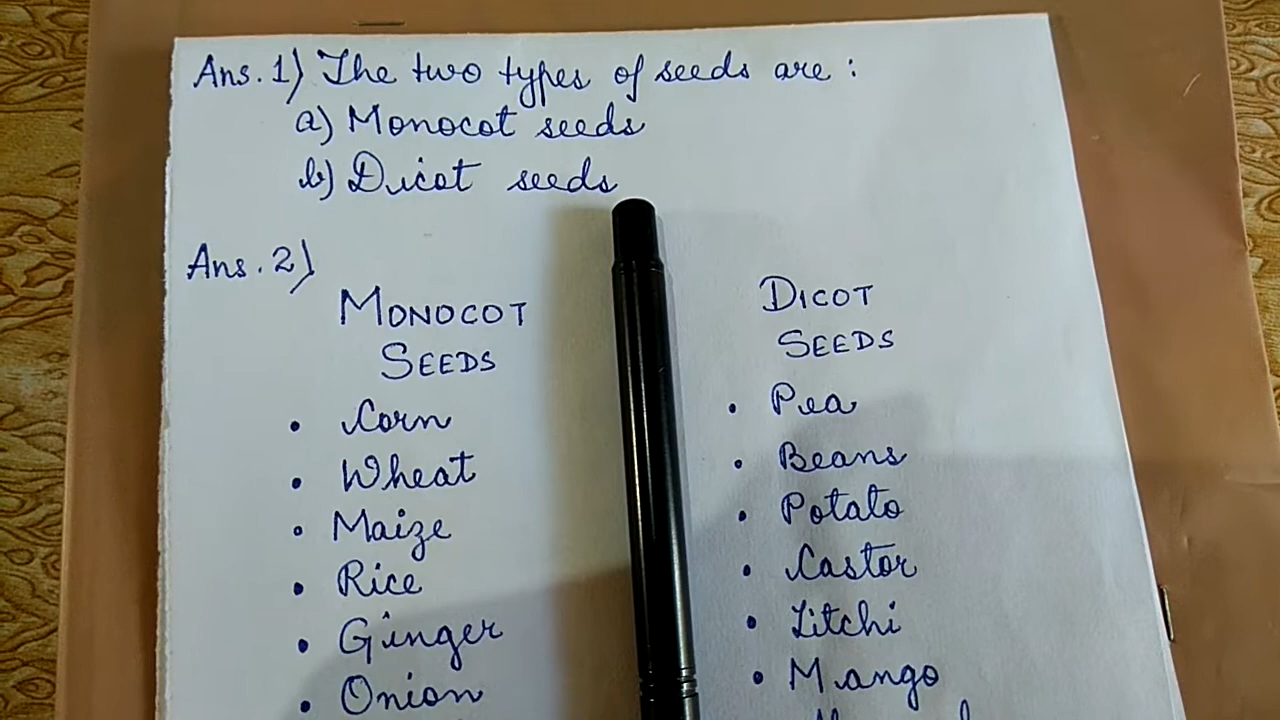 Ans. 1) The two types of seeds are :
a) Monocot seeds
b) Dicot seeds
Ans. 2)
MONOCOT
SEEDS
• Corn
• Wheat
• Maize
• Rice
• Ginger
• Onion
DICOT
SEEDS
• Pea
• Beans
• Potato
• Castor
• Litchi
• Mango